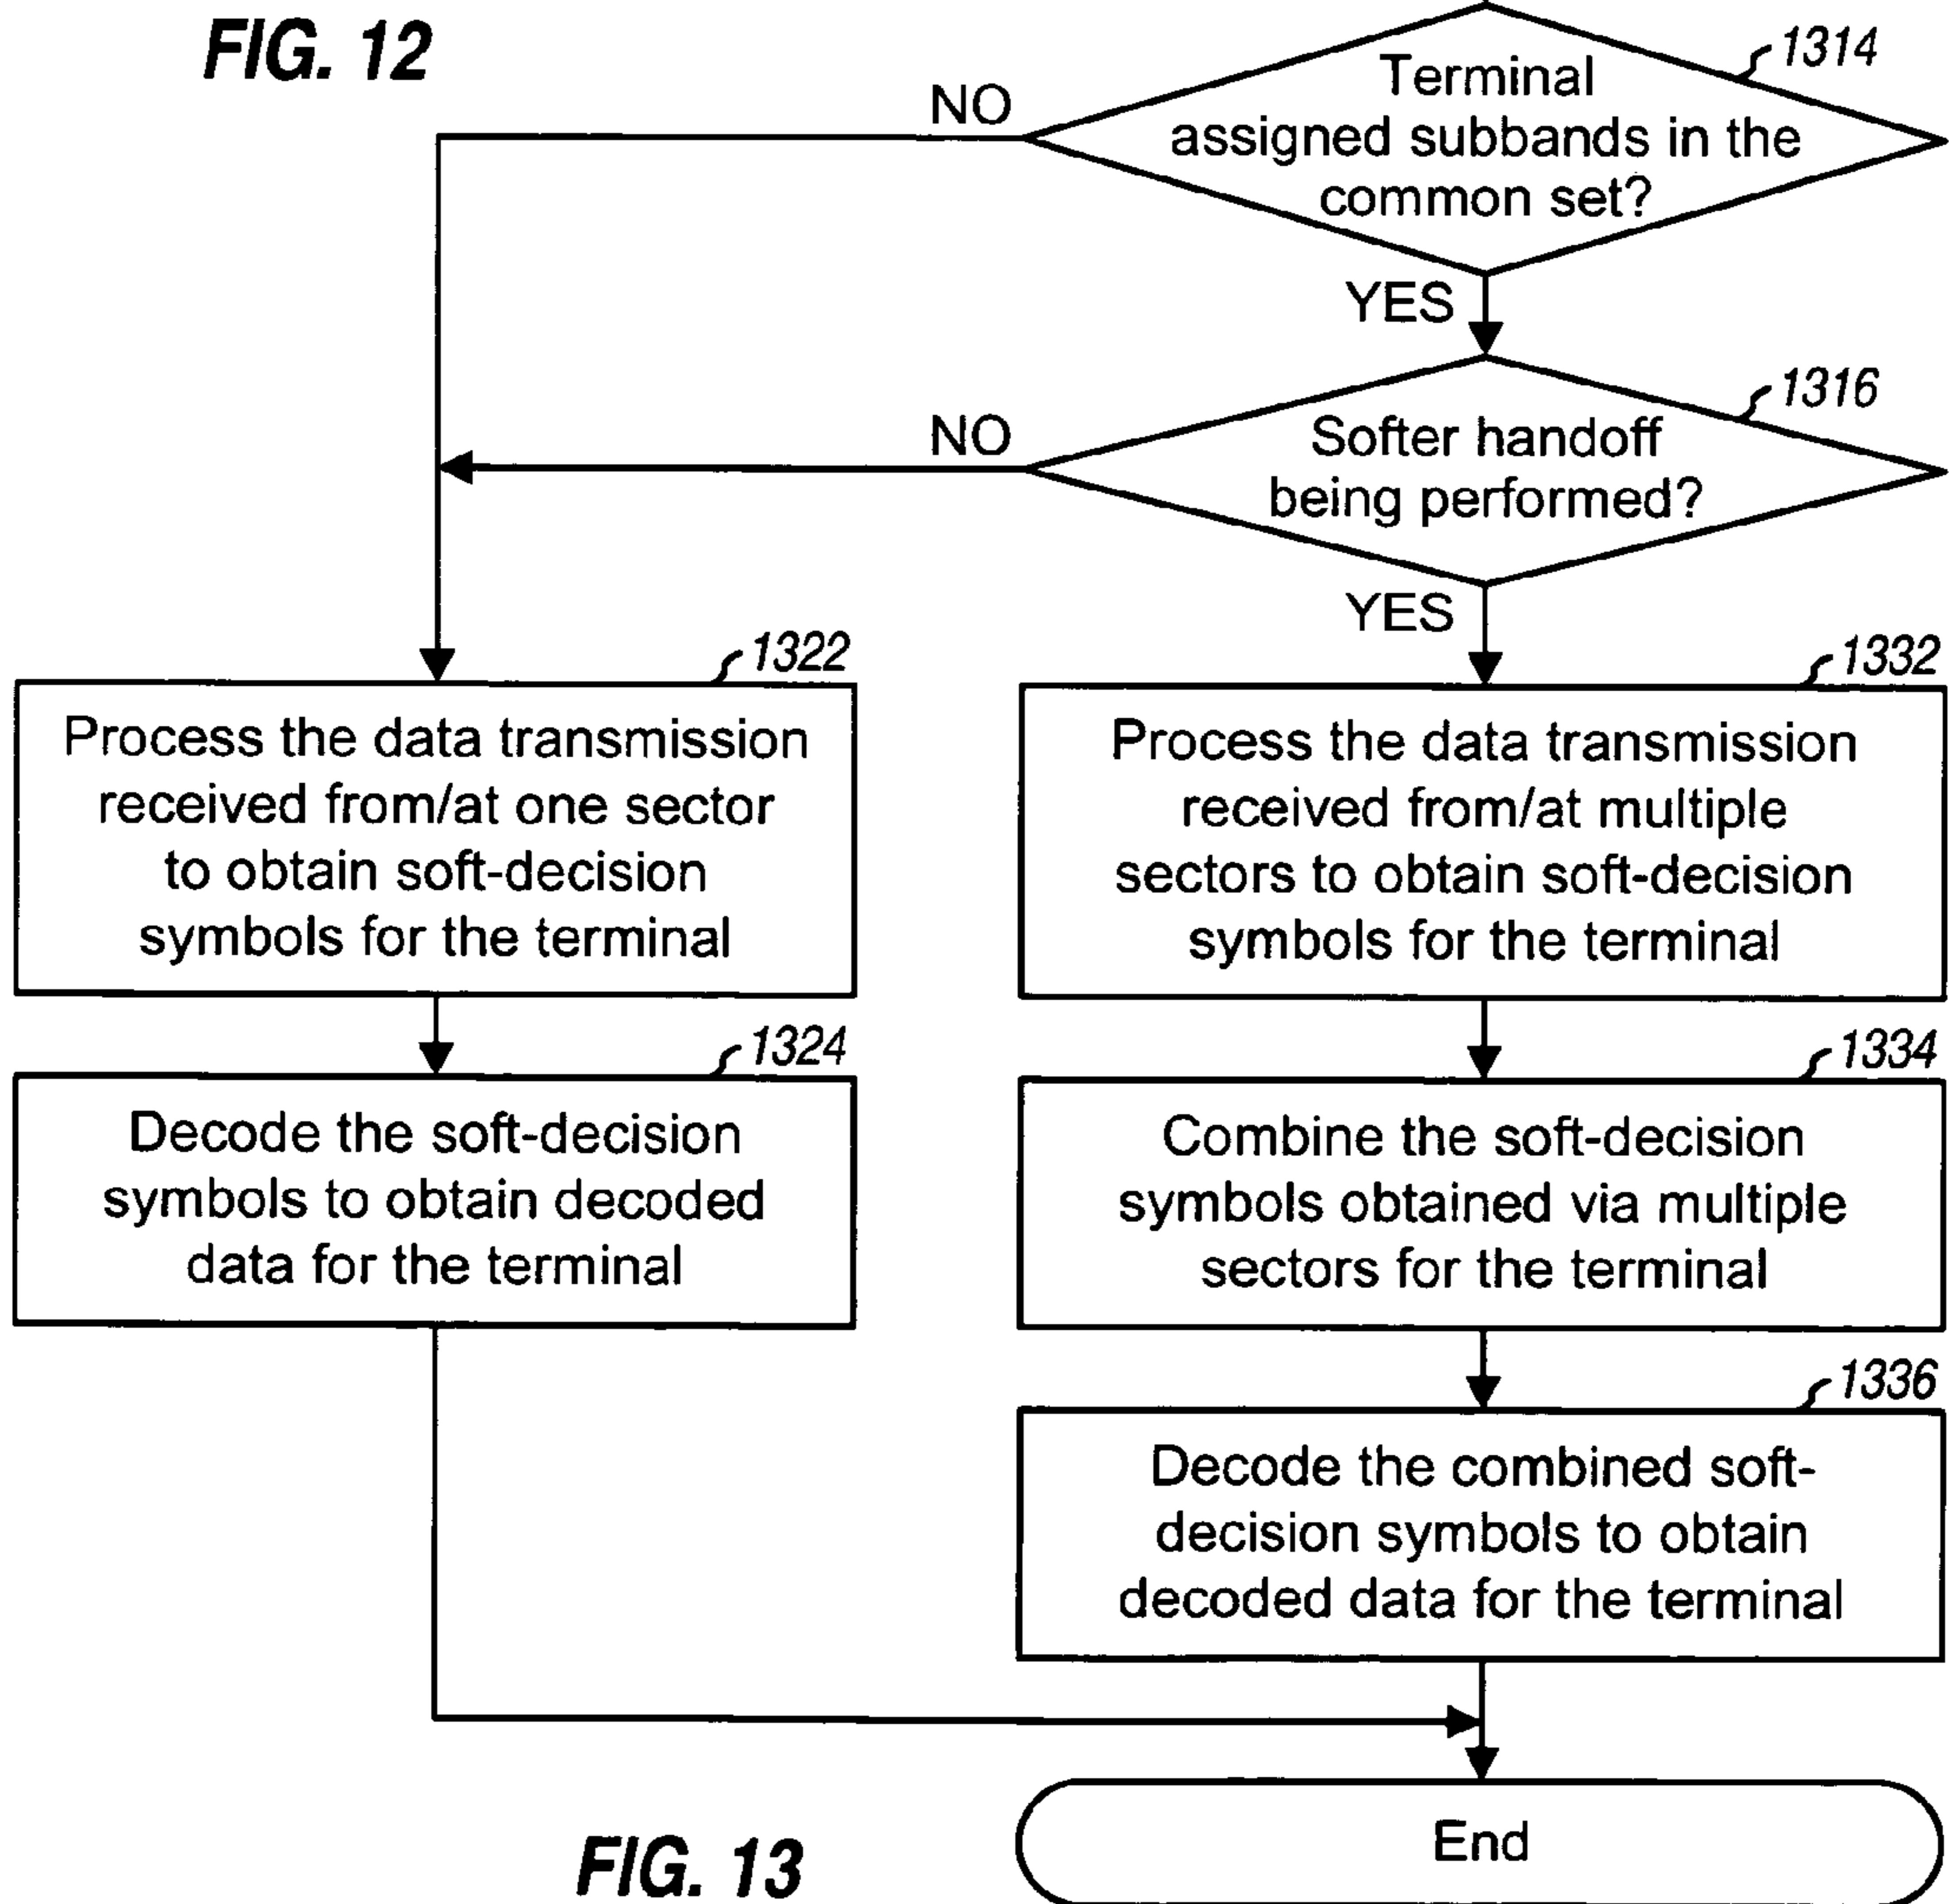 FIG. 12
1314
Terminal
assigned subbands in the
common set?
NO
YES
1316
Softer handoff
being performed?
NO
YES
1322
Process the data transmission
received from/at one sector
to obtain soft-decision
symbols for the terminal
1332
Process the data transmission
received from/at multiple
sectors to obtain soft-decision
symbols for the terminal
1324
Decode the soft-decision
symbols to obtain decoded
data for the terminal
1334
Combine the soft-decision
symbols obtained via multiple
sectors for the terminal
1336
Decode the combined soft-
decision symbols to obtain
decoded data for the terminal
End
FIG. 13